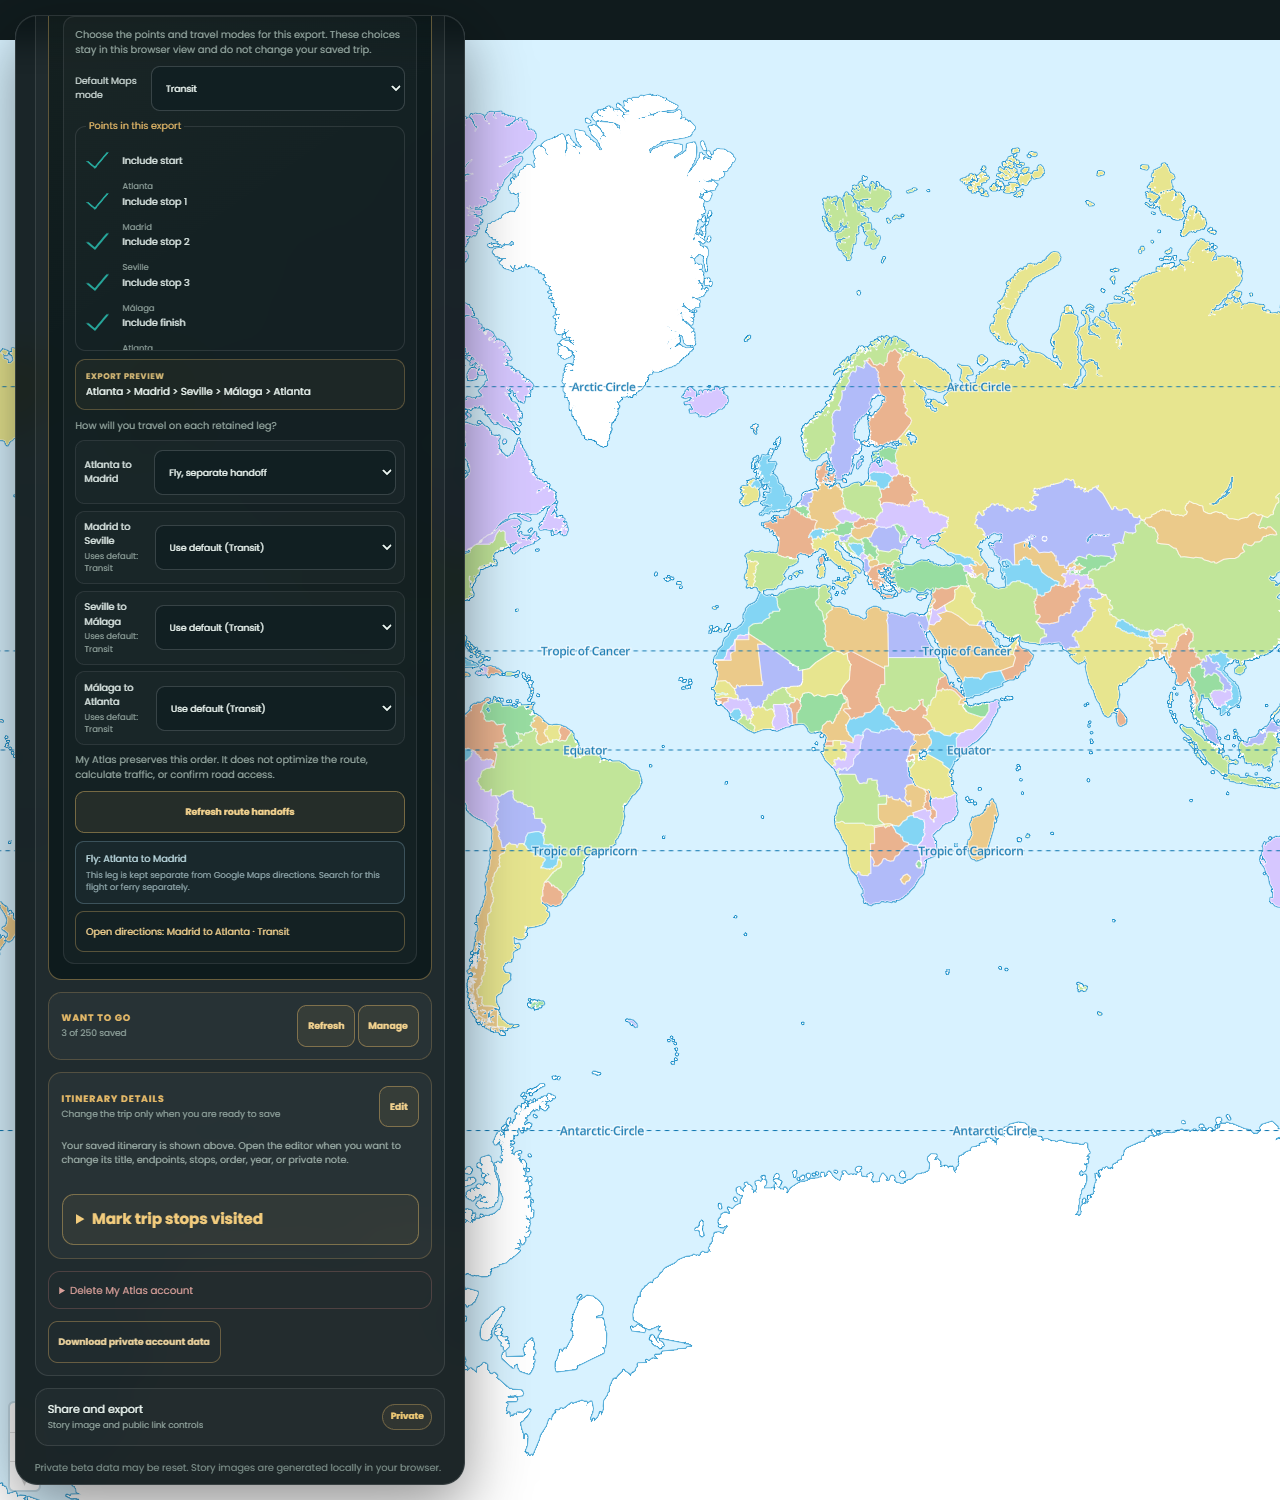 Choose the points and travel modes for this export. These choices
stay in this browser view and do not change your saved trip.
Default Maps
mode
Transit
Points in this export
Include start
Atlanta
Include stop 1
Madrid
Include stop 2
Seville
Include stop 3
Málaga
Include finish
Atlanta
EXPORT PREVIEW
Atlanta > Madrid > Seville > Málaga > Atlanta
How will you travel on each retained leg?
Atlanta to
Madrid
Fly, separate handoff
Madrid to
Seville
Uses default:
Transit
Use default (Transit)
Seville to
Málaga
Uses default:
Transit
Use default (Transit)
Málaga to
Atlanta
Uses default:
Transit
Use default (Transit)
My Atlas preserves this order. It does not optimize the route,
calculate traffic, or confirm road access.
Refresh route handoffs
Fly: Atlanta to Madrid
This leg is kept separate from Google Maps directions. Search for this
flight or ferry separately.
Open directions: Madrid to Atlanta · Transit
WANT TO GO
3 of 250 saved
Refresh
Manage
ITINERARY DETAILS
Change the trip only when you are ready to save
Edit
Your saved itinerary is shown above. Open the editor when you want to
change its title, endpoints, stops, order, year, or private note.
Mark trip stops visited
Delete My Atlas account
Download private account data
Share and export
Story image and public link controls
Private
Private beta data may be reset. Story images are generated locally in your browser.
Arctic Circle
Arctic Circle
Tropic of Cancer
Tropic of Cancer
Equator
Equator
Tropic of Capricorn
Tropic of Capricorn
Antarctic Circle
Antarctic Circle